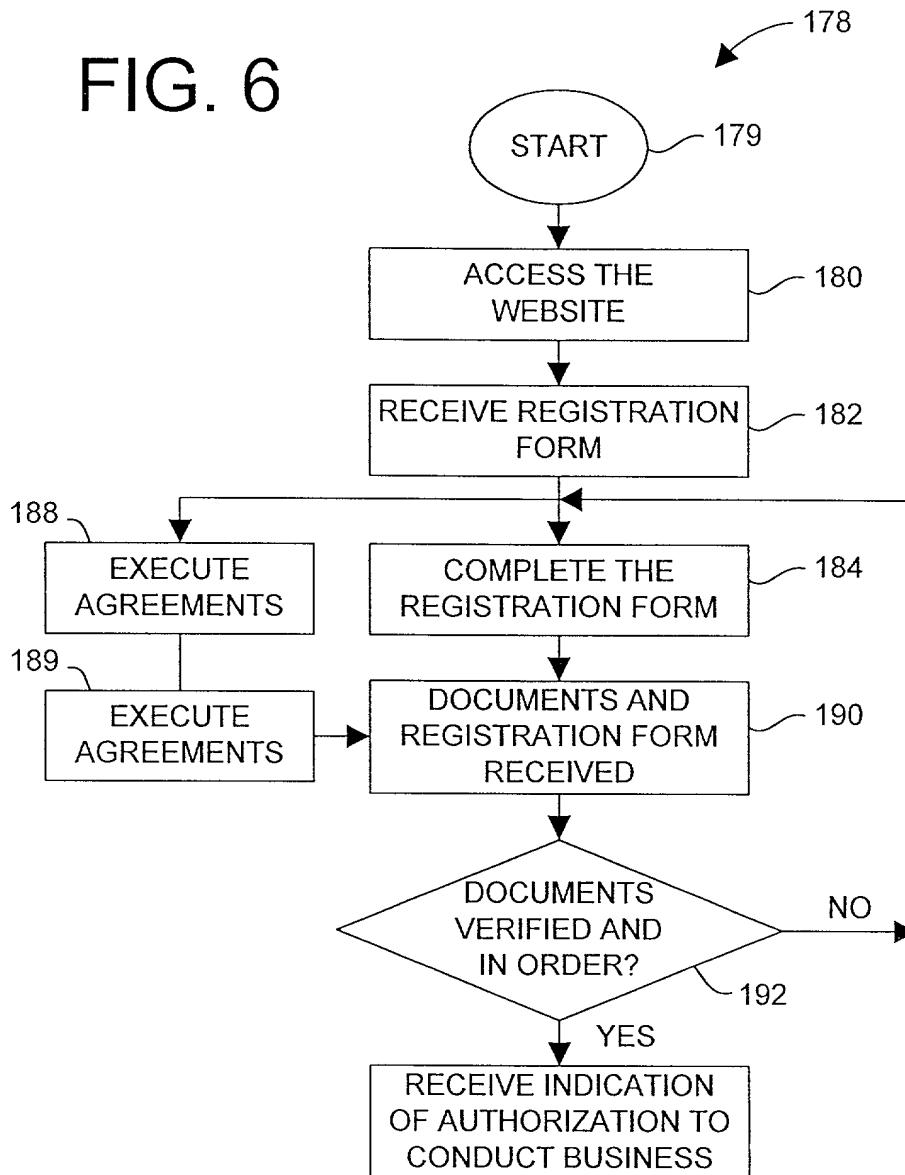 178
FIG. 6
START
179
ACCESS THE
WEBSITE
180
RECEIVE REGISTRATION
FORM
182
188
EXECUTE
AGREEMENTS
COMPLETE THE
REGISTRATION FORM
184
189
EXECUTE
AGREEMENTS
DOCUMENTS AND
REGISTRATION FORM
RECEIVED
190
DOCUMENTS
VERIFIED AND
IN ORDER?
NO
192
YES
RECEIVE INDICATION
OF AUTHORIZATION TO
CONDUCT BUSINESS